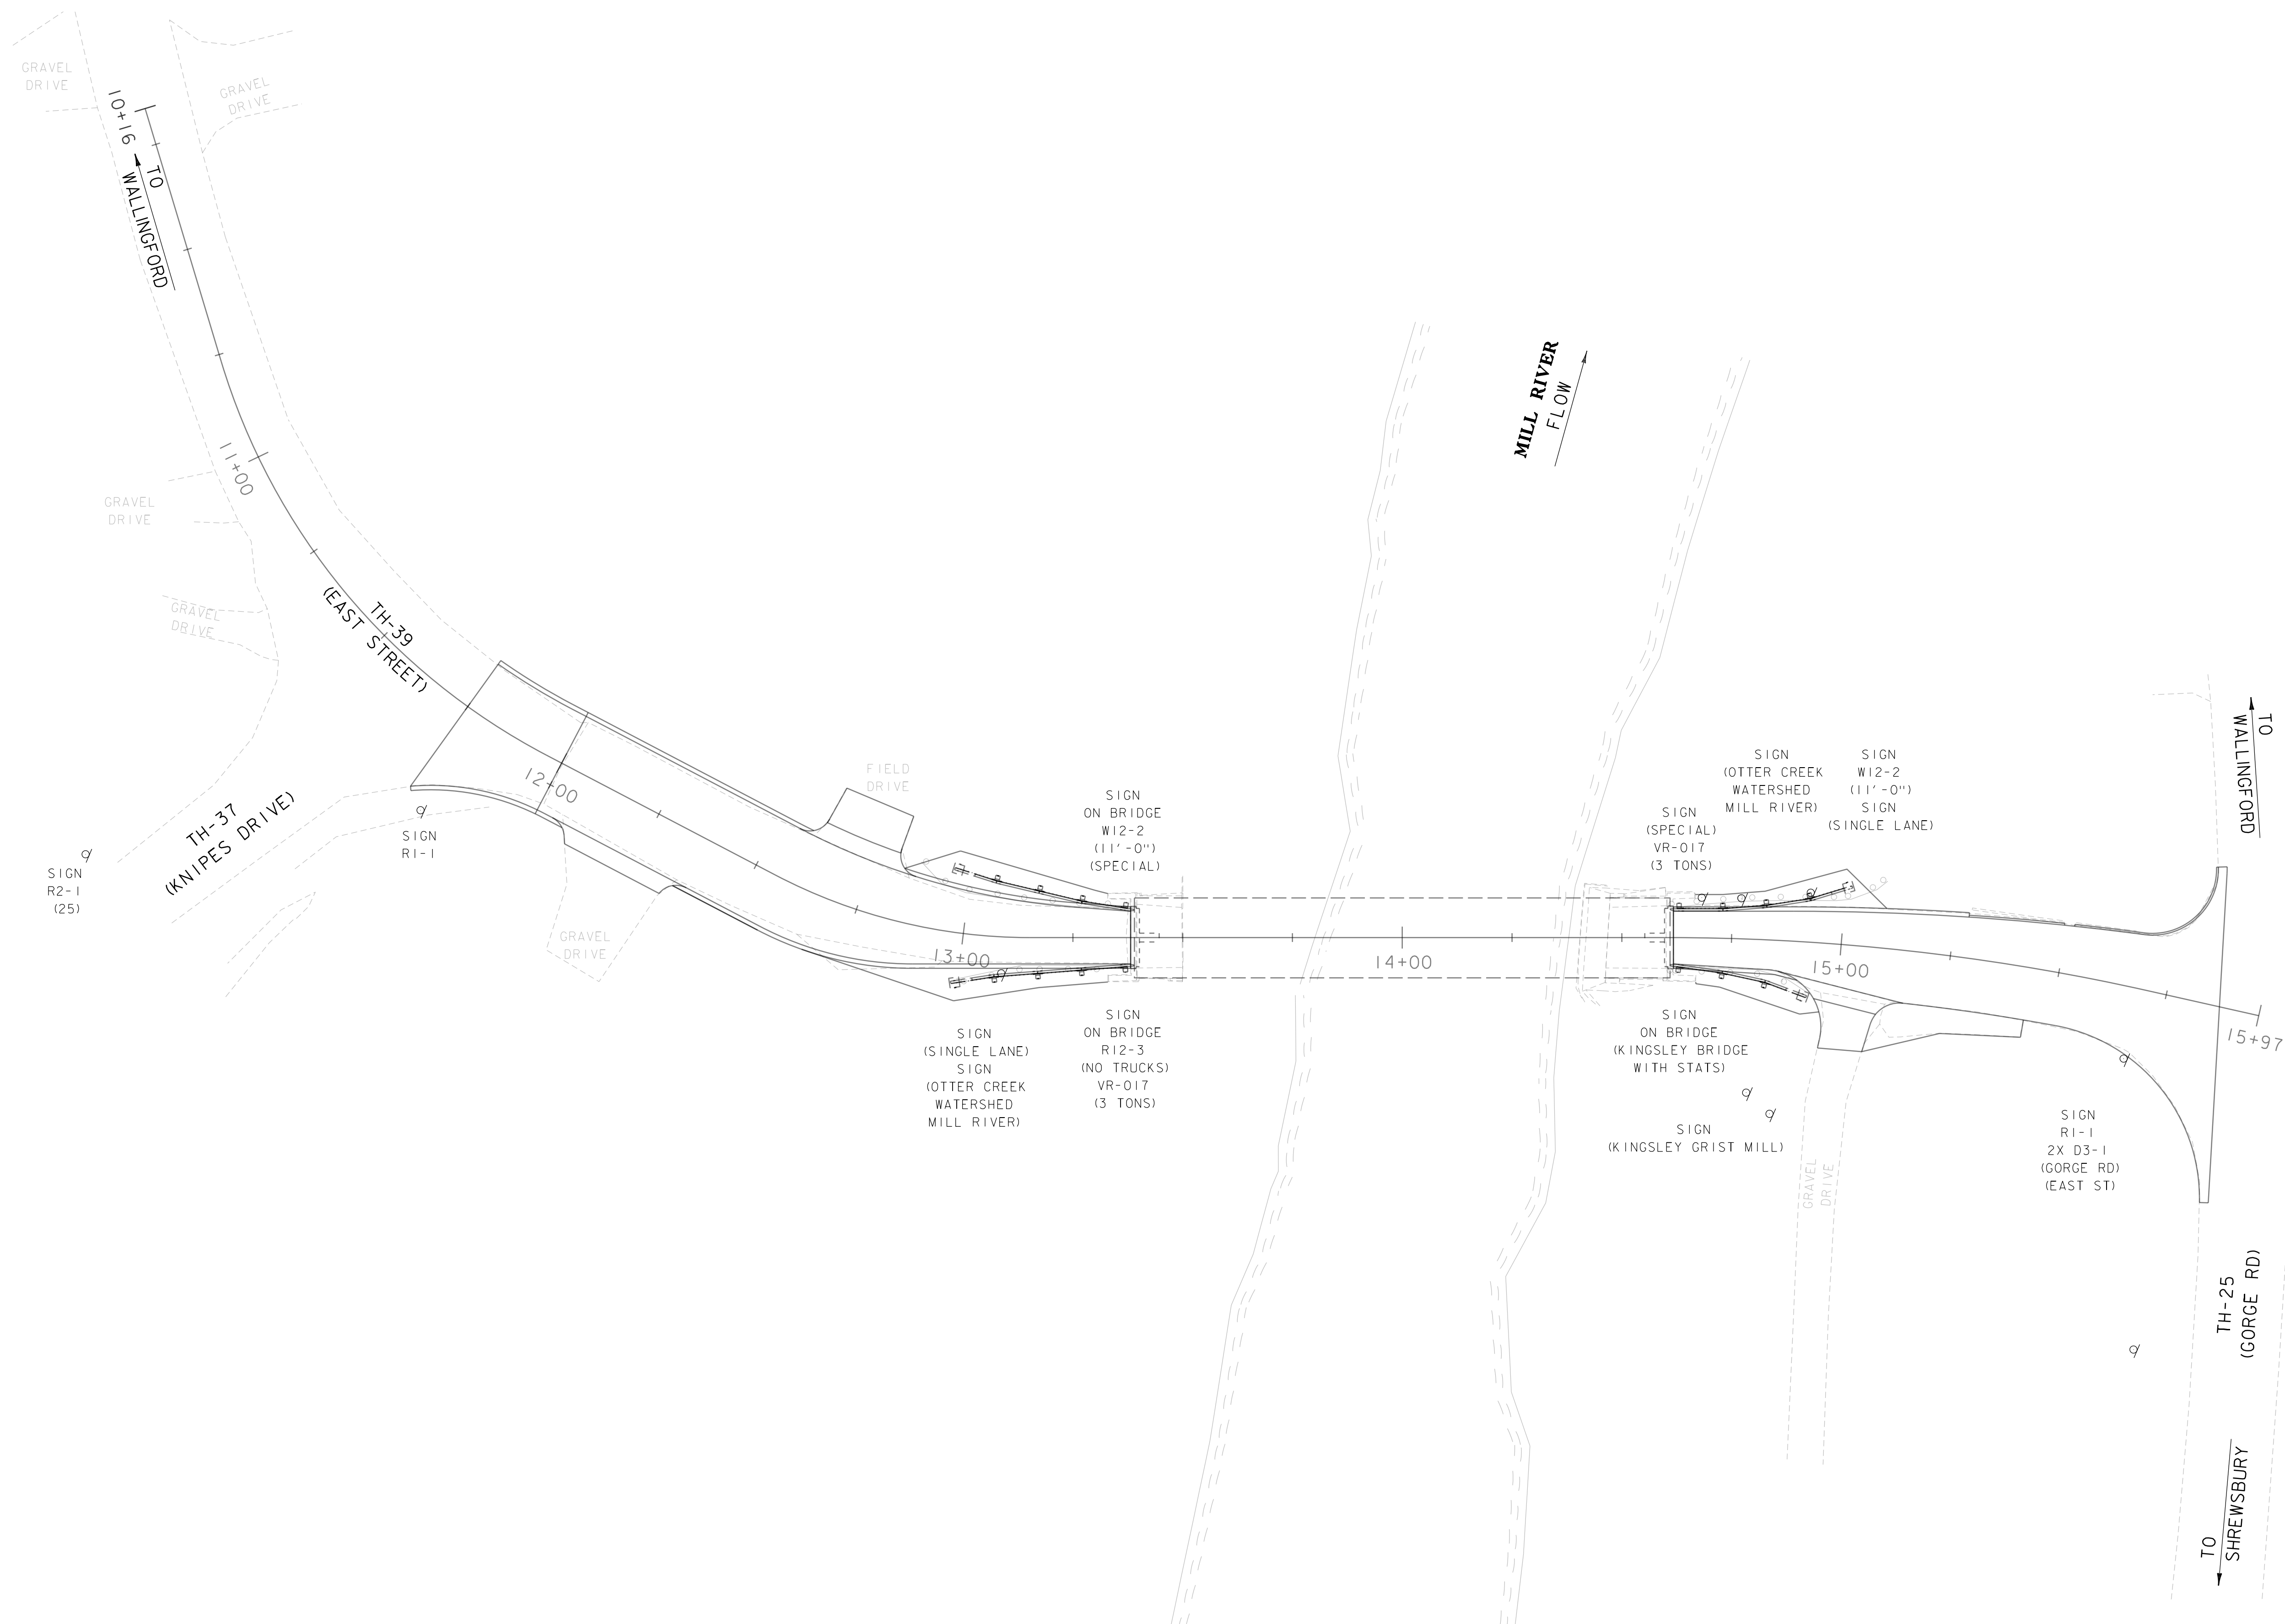 GRAVEL
DRIVE
GRAVEL
DRIVE
10+16
TO
WALLINGFORD
11+00
GRAVEL
DRIVE
GRAVEL
DRIVE
TH-39
(EAST STREET)
MILL RIVER
FLOW
TH-37
(KNIPES DRIVE)
SIGN
R2-1
(25)
SIGN
R1-1
12+00
FIELD
DRIVE
GRAVEL
DRIVE
SIGN
ON BRIDGE
W12-2
(11'-0")
(SPECIAL)
13+00
SIGN
(SINGLE LANE)
SIGN
(OTTER CREEK
WATERSHED
MILL RIVER)
SIGN
ON BRIDGE
R12-3
(NO TRUCKS)
VR-017
(3 TONS)
14+00
SIGN
(SPECIAL)
VR-017
(3 TONS)
SIGN
(OTTER CREEK
WATERSHED
MILL RIVER)
SIGN
W12-2
(11'-0")
SIGN
(SINGLE LANE)
15+00
SIGN
ON BRIDGE
(KINGSLEY BRIDGE
WITH STATS)
SIGN
(KINGSLEY GRIST MILL)
GRAVEL
DRIVE
TO
WALLINGFORD
15+97
SIGN
R1-1
2X D3-1
(GORGE RD)
(EAST ST)
TH-25
(GORGE RD)
TO
SHREWSBURY